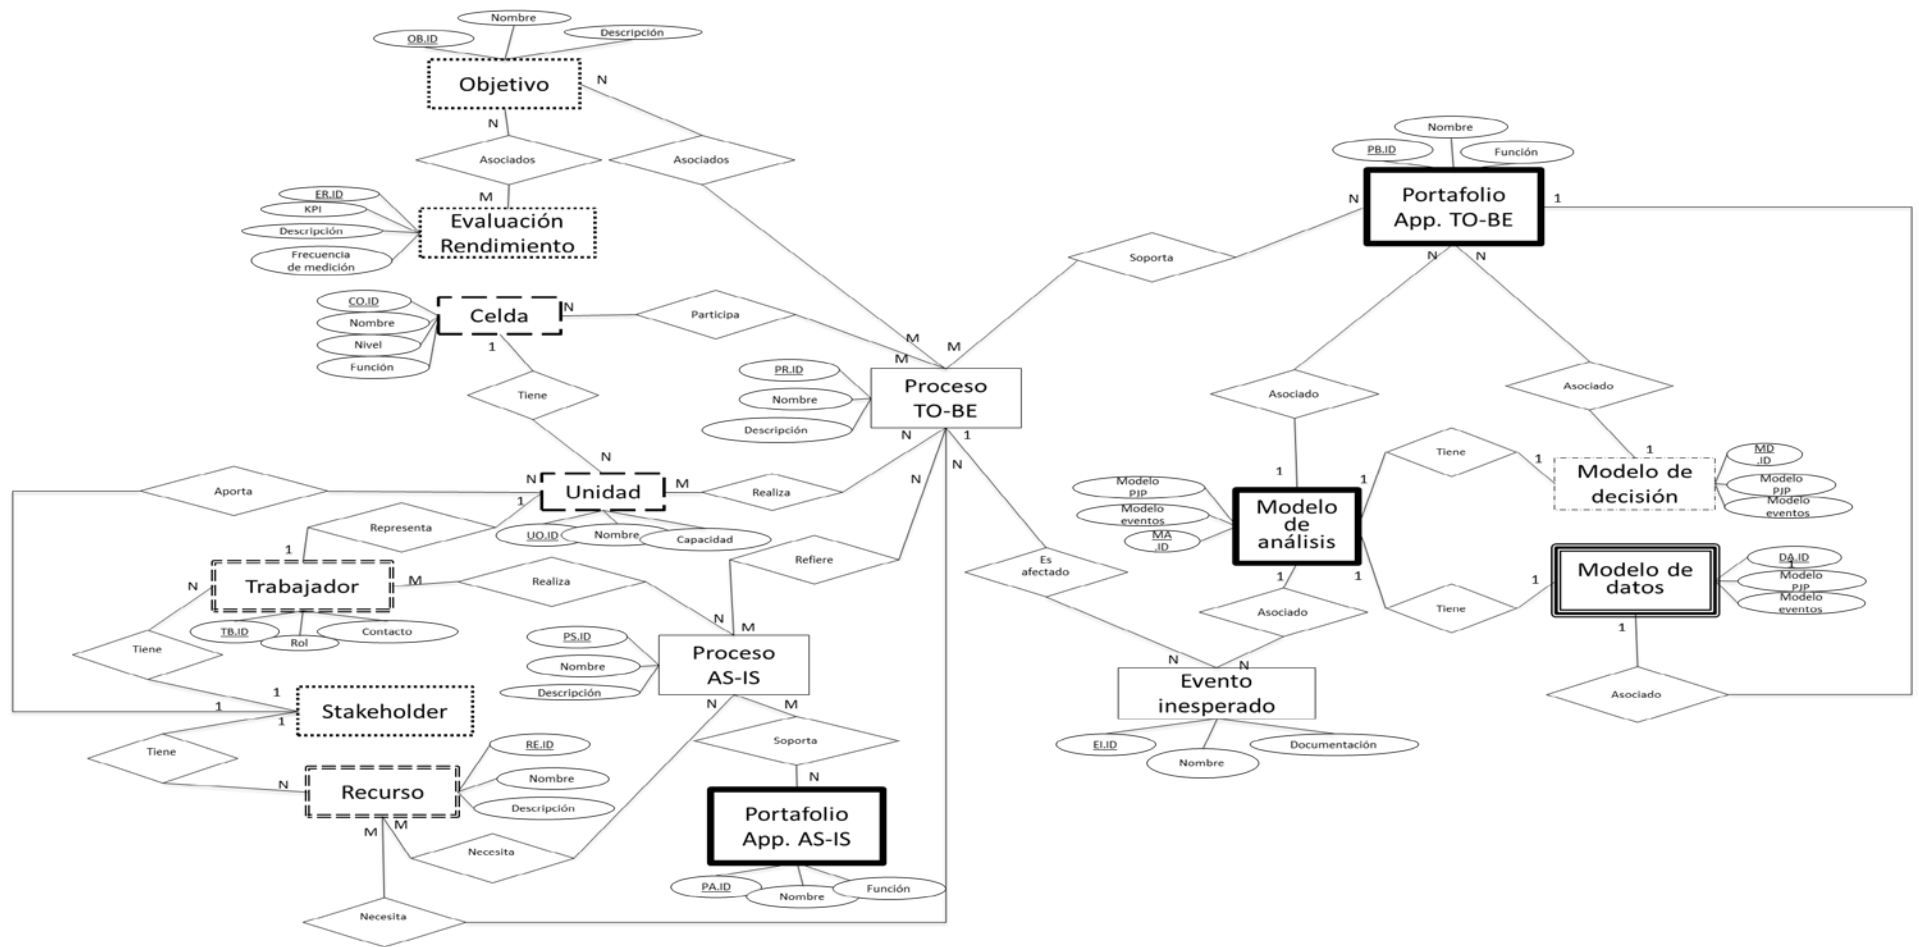 Nombre
OB.ID
Descripción
Objetivo
N
N
Asociados
Asociados
M
ER.ID
KPI
Descripción
Frecuencia
de medición
Evaluación
Rendimiento
CO.ID
Nombre
Nivel
Función
Celda
N
1
Participa
M
M
M
Tiene
N
PR.ID
Nombre
Descripción
Proceso
TO-BE
N
1
N
N
Soporta
N
Nombre
PB.ID
Función
Portafolio
App. TO-BE
1
N
N
Asociado
Asociado
1
1
Aporta
N
1
Unidad
M
Realiza
UO.ID
Nombre
Capacidad
Representa
1
Trabajador
N
M
TB.ID
Rol
Contacto
Realiza
N
M
Refiere
Tiene
1
1
1
Stakeholder
Tiene
N
Recurso
RE.ID
Nombre
Descripción
M
M
Necesita
Necesita
PS.ID
Nombre
Descripción
Proceso
AS-IS
N
M
Soporta
N
Portafolio
App. AS-IS
PA.ID
Nombre
Función
Es
afectado
N
N
Evento
inesperado
EI.ID
Nombre
Documentación
Asociado
1
Modelo
PJP
Modelo
eventos
MA
.ID
Modelo
de
análisis
1
1
Tiene
1
Modelo de
decisión
MD
.ID
Modelo
PJP
Modelo
eventos
Tiene
1
Modelo de
datos
DA.ID
1
Modelo
PJP
Modelo
eventos
1
Asociado